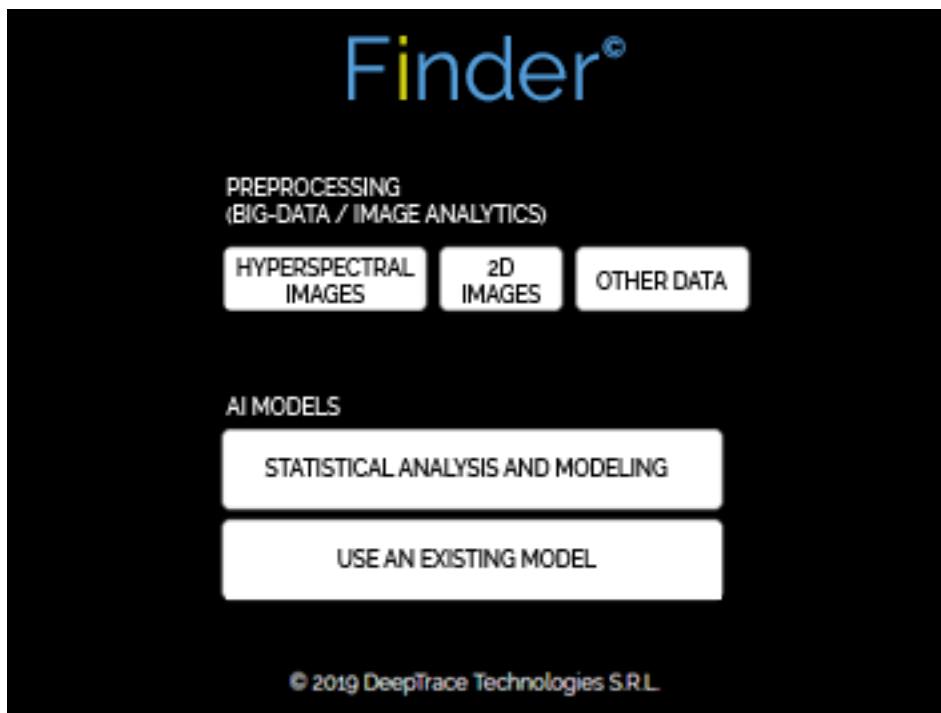 Finder©
PREPROCESSING
(BIG-DATA / IMAGE ANALYTICS)
HYPERSPECTRAL
IMAGES
2D
IMAGES
OTHER DATA
AI MODELS
STATISTICAL ANALYSIS AND MODELING
USE AN EXISTING MODEL
© 2019 DeepTrace Technologies S.R.L.